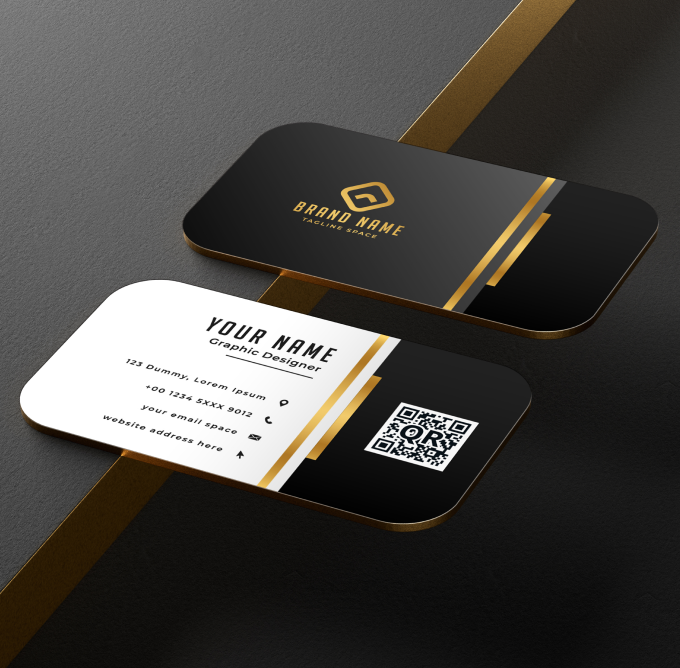 BRAND NAME
TAGLINE SPACE
YOUR NAME
Graphic Designer
123 Dummy, Lorem Ipsum
+00 1234 5XXX 9012
your email space
website address here
QR